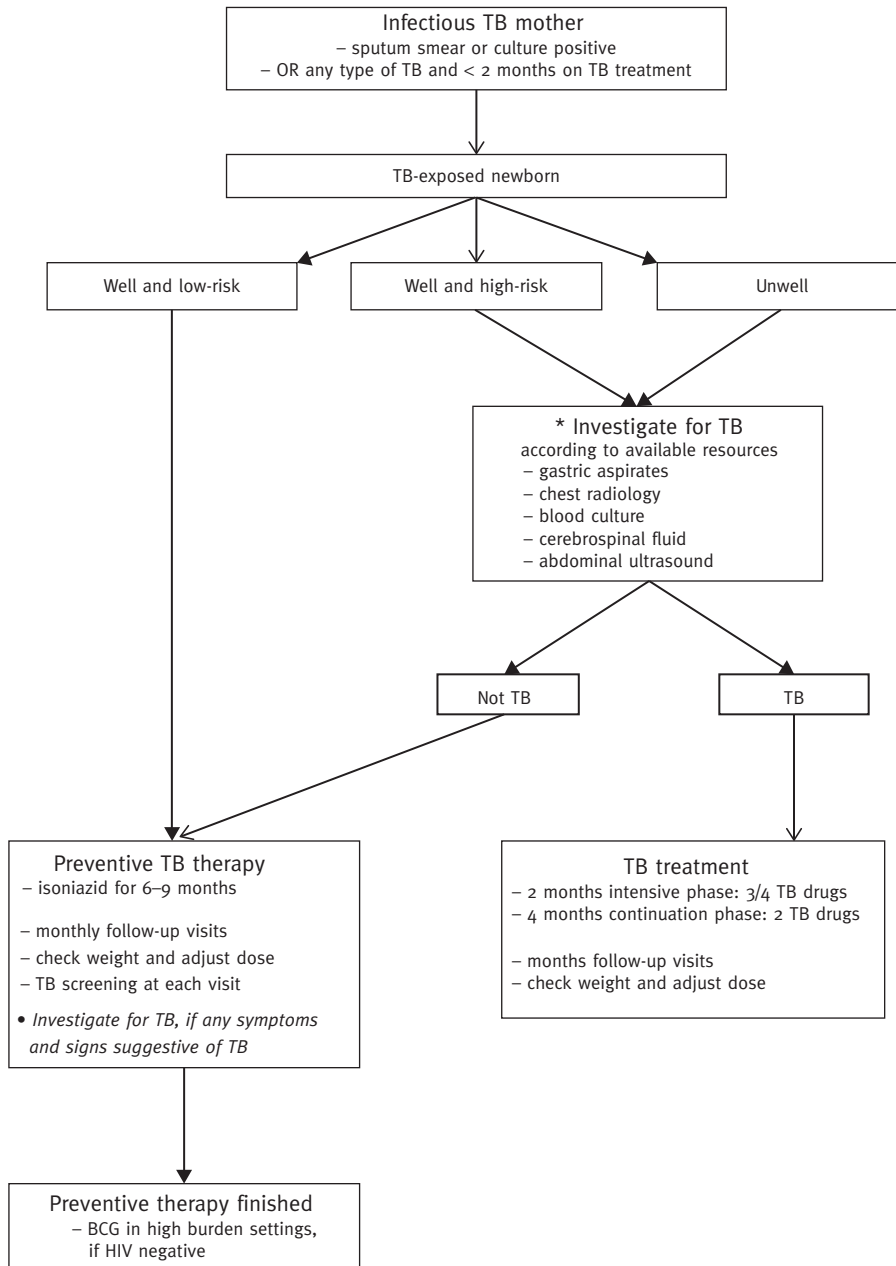 Infectious TB mother
– sputum smear or culture positive
– OR any type of TB and < 2 months on TB treatment
TB-exposed newborn
Well and low-risk
Well and high-risk
Unwell
* Investigate for TB
according to available resources
– gastric aspirates
– chest radiology
– blood culture
– cerebrospinal fluid
– abdominal ultrasound
Not TB
TB
Preventive TB therapy
– isoniazid for 6–9 months
– monthly follow-up visits
– check weight and adjust dose
– TB screening at each visit
• Investigate for TB, if any symptoms
and signs suggestive of TB
TB treatment
– 2 months intensive phase: 3/4 TB drugs
– 4 months continuation phase: 2 TB drugs
– months follow-up visits
– check weight and adjust dose
Preventive therapy finished
– BCG in high burden settings,
if HIV negative